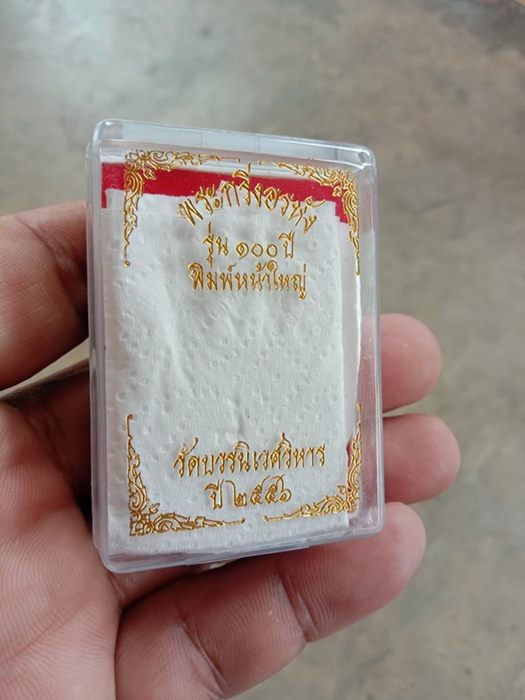 พระกริ่งอรหัง
รุ่น ๑๐๐ ปี
พิมพ์หน้าใหญ่
วัดบวรนิเวศวิหาร
ปี ๒๕๕๖